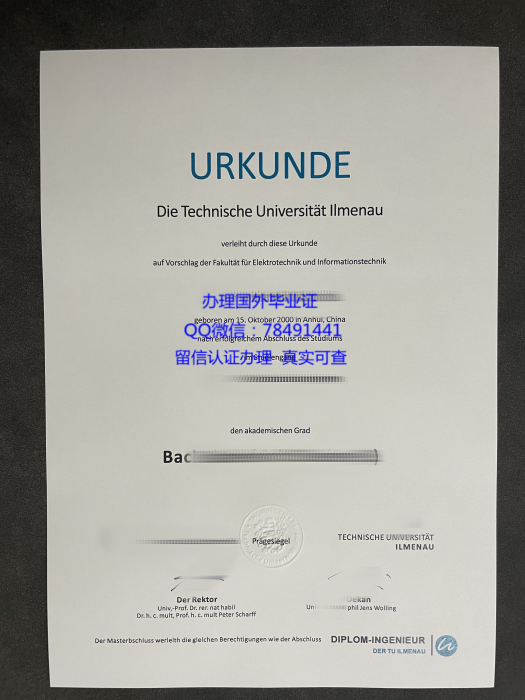 URKUNDE
Die Technische Universität Ilmenau
verleiht durch diese Urkunde
auf Vorschlag der Fakultät für Elektrotechnik und Informationstechnik
办理国外毕业证
geboren am 15. Oktober 2000 in Anhui, China
QQ微信：78491441
nach erfolgreichem Abschluss des Studiums
留信认证办理 真实可查
den akademischen Grad
Bac
Prägesiegel
TECHNISCHE UNIVERSITÄT
ILMENAU
Der Rektor
Dekan
Univ.-Prof. Dr. rer. nat habil
phil Jens Wolling
Dr. h. c. mult, Prof. h. c. mult Peter Scharff
Der Masterbschluss werleith die gleichen Berechtigungen wie der Abschluss
DIPLOM-INGENIEUR
DER TU ILMENAU